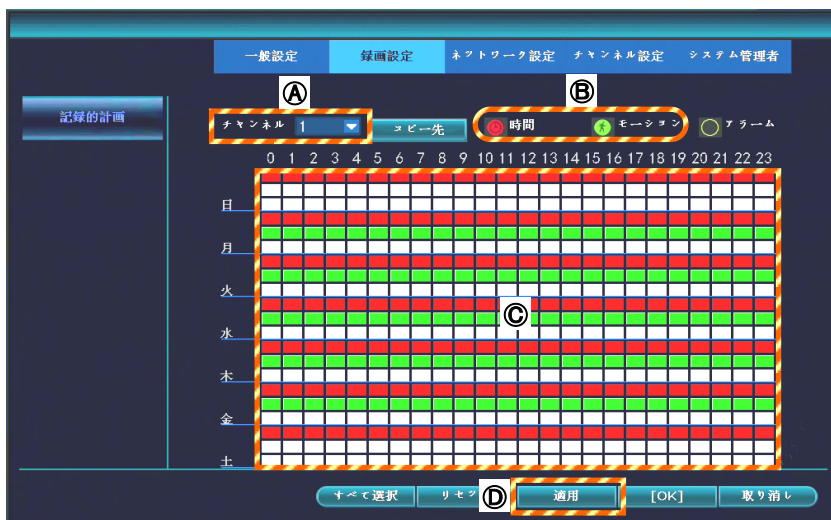 一般設定 録画設定 ネットワーク設定 チャンネル設定 システム管理者
Ⓐ Ⓑ
記録的計画
チャンネル 1 コピー先 時間 モーション アラーム
0 1 2 3 4 5 6 7 8 9 10 11 12 13 14 15 16 17 18 19 20 21 22 23
日
月
火
Ⓒ
水
木
金
土
すべて選択 リセッ Ⓓ 適用 [OK] 取り消し